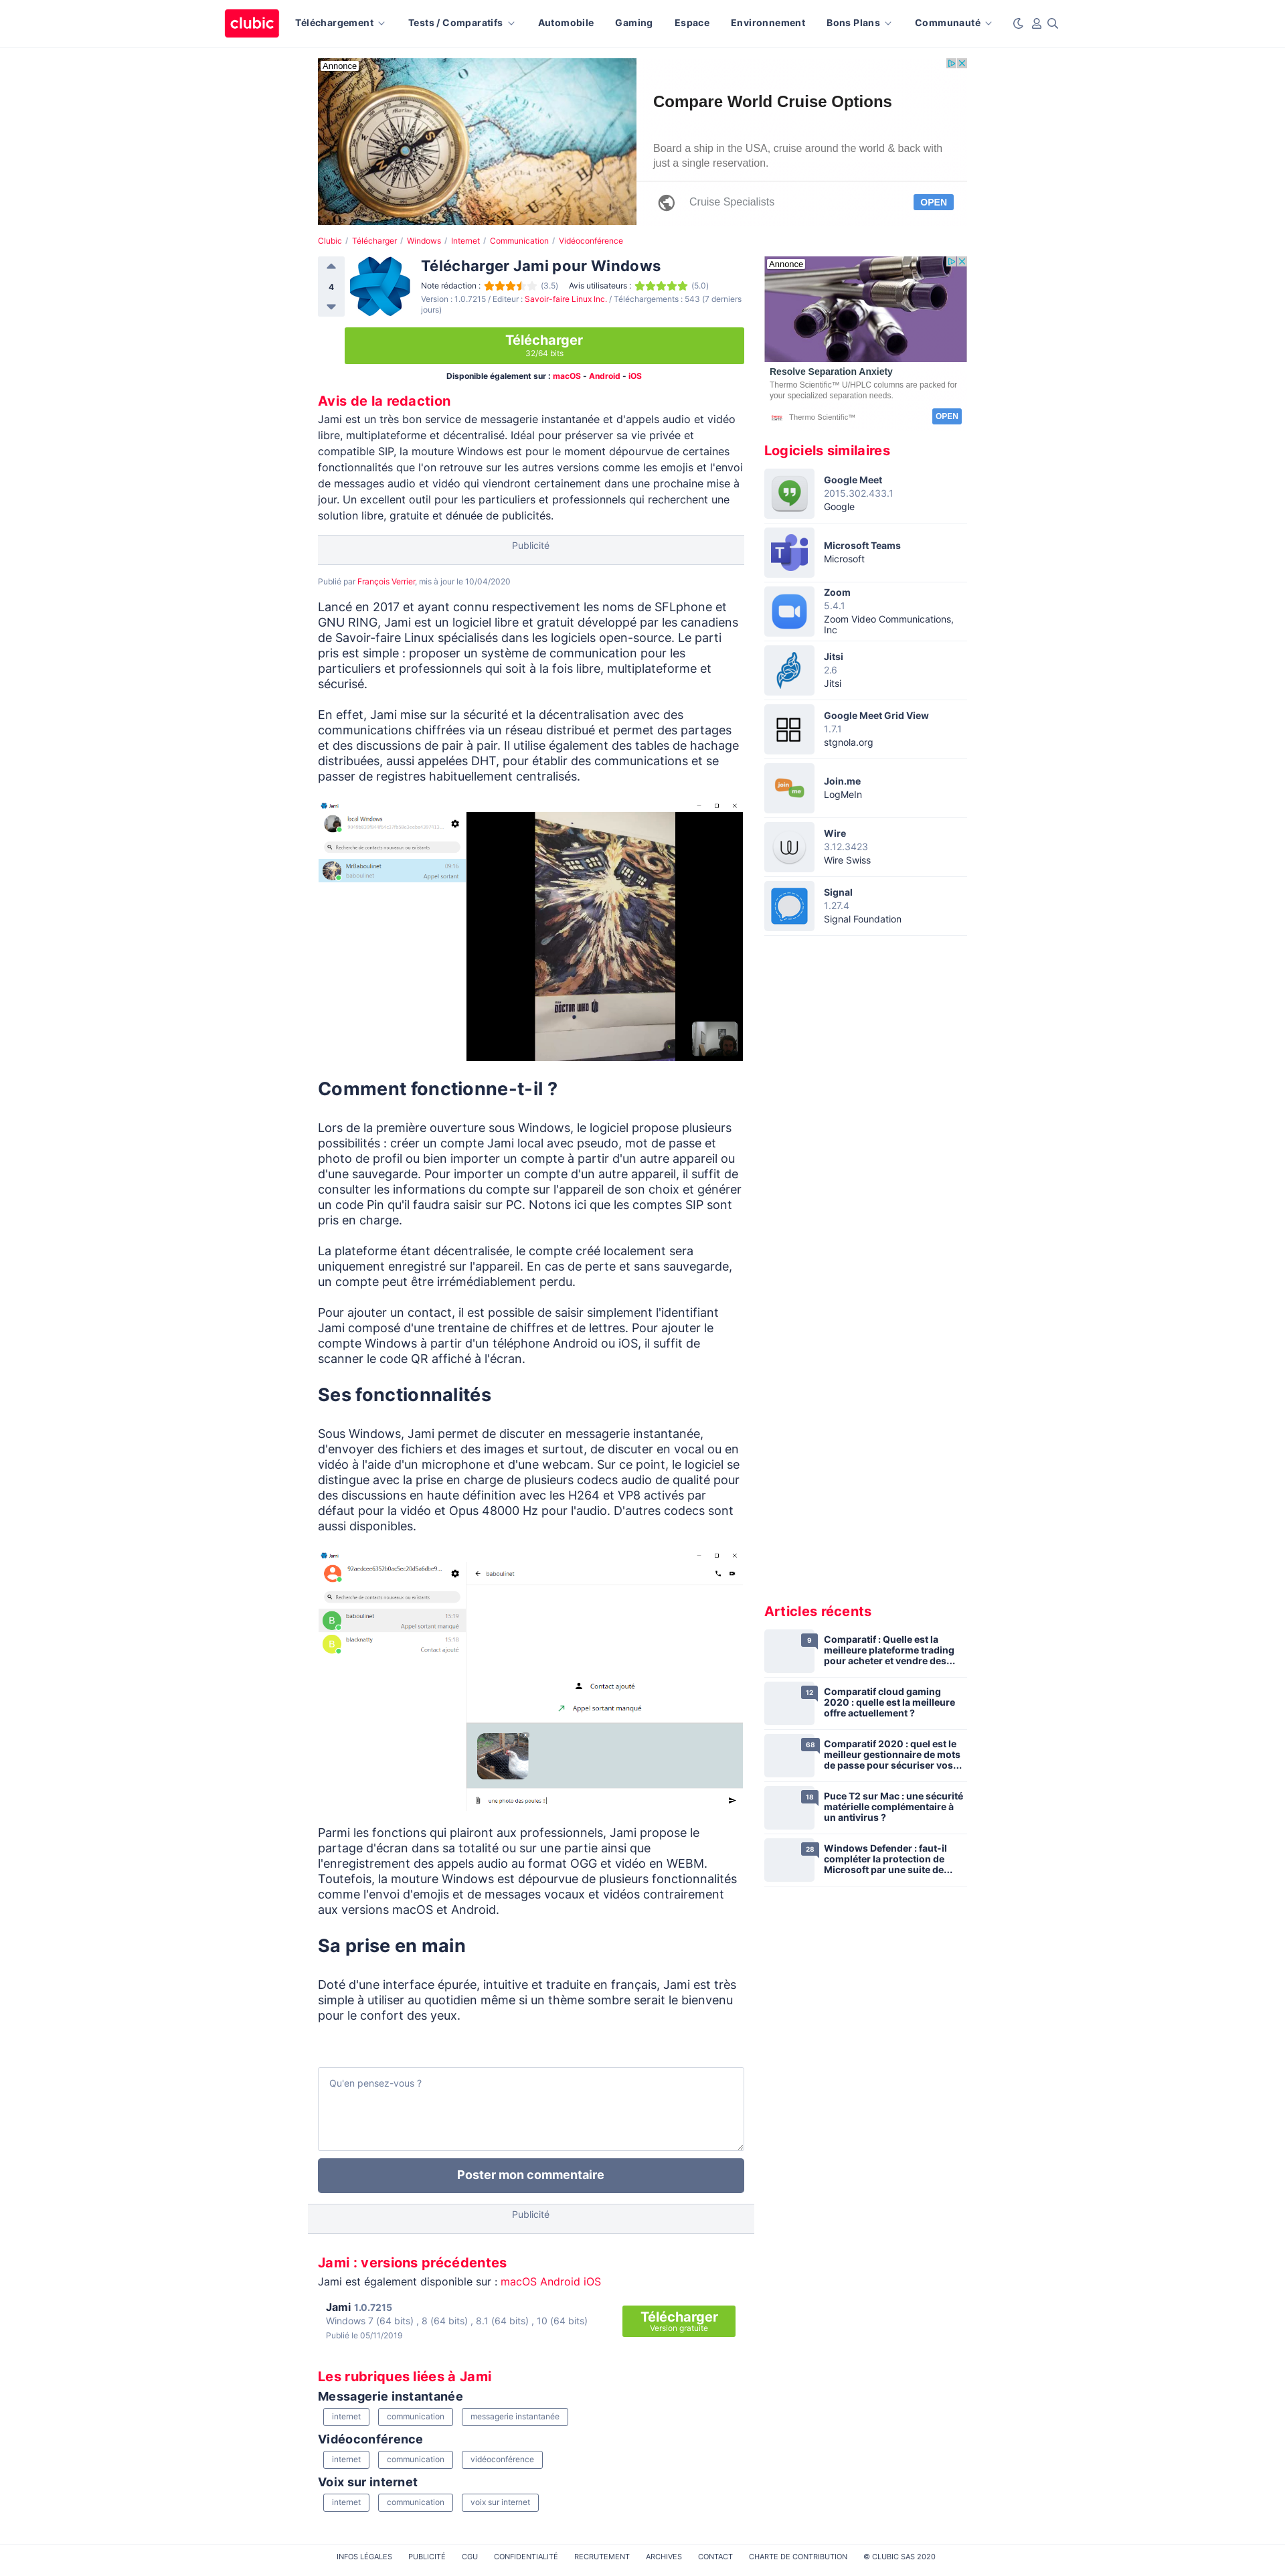 clubic
Téléchargement
Tests / Comparatifs
Automobile
Gaming
Espace
Environnement
Bons Plans
Communauté
Annonce
Compare World Cruise Options
Board a ship in the USA, cruise around the world & back with
just a single reservation.
Cruise Specialists
OPEN
Clubic / Télécharger / Windows / Internet / Communication / Vidéoconférence
4
Télécharger Jami pour Windows
Note rédaction : (3.5) Avis utilisateurs : (5.0)
Version : 1.0.7215 / Editeur : Savoir-faire Linux Inc. / Téléchargements : 543 (7 derniers
jours)
Télécharger
32/64 bits
Disponible également sur : macOS - Android - iOS
Avis de la redaction
Jami est un très bon service de messagerie instantanée et d'appels audio et vidéo
libre, multiplateforme et décentralisé. Idéal pour préserver sa vie privée et
compatible SIP, la mouture Windows est pour le moment dépourvue de certaines
fonctionnalités que l'on retrouve sur les autres versions comme les emojis et l'envoi
de messages audio et vidéo qui viendront certainement dans une prochaine mise à
jour. Un excellent outil pour les particuliers et professionnels qui recherchent une
solution libre, gratuite et dénuée de publicités.
Publicité
Publié par François Verrier, mis à jour le 10/04/2020
Lancé en 2017 et ayant connu respectivement les noms de SFLphone et
GNU RING, Jami est un logiciel libre et gratuit développé par les canadiens
de Savoir-faire Linux spécialisés dans les logiciels open-source. Le parti
pris est simple : proposer un système de communication pour les
particuliers et professionnels qui soit à la fois libre, multiplateforme et
sécurisé.
En effet, Jami mise sur la sécurité et la décentralisation avec des
communications chiffrées via un réseau distribué et permet des partages
et des discussions de pair à pair. Il utilise également des tables de hachage
distribuées, aussi appelées DHT, pour établir des communications et se
passer de registres habituellement centralisés.
Jami
local Windows
Recherche de contacts nouveaux ou existants
Mrllaboulinet
09:16
baboulinet
Appel sortant
DOCTOR WHO
Comment fonctionne-t-il ?
Lors de la première ouverture sous Windows, le logiciel propose plusieurs
possibilités : créer un compte Jami local avec pseudo, mot de passe et
photo de profil ou bien importer un compte à partir d'un autre appareil ou
d'une sauvegarde. Pour importer un compte d'un autre appareil, il suffit de
consulter les informations du compte sur l'appareil de son choix et générer
un code Pin qu'il faudra saisir sur PC. Notons ici que les comptes SIP sont
pris en charge.
La plateforme étant décentralisée, le compte créé localement sera
uniquement enregistré sur l'appareil. En cas de perte et sans sauvegarde,
un compte peut être irrémédiablement perdu.
Pour ajouter un contact, il est possible de saisir simplement l'identifiant
Jami composé d'une trentaine de chiffres et de lettres. Pour ajouter le
compte Windows à partir d'un téléphone Android ou iOS, il suffit de
scanner le code QR affiché à l'écran.
Ses fonctionnalités
Sous Windows, Jami permet de discuter en messagerie instantanée,
d'envoyer des fichiers et des images et surtout, de discuter en vocal ou en
vidéo à l'aide d'un microphone et d'une webcam. Sur ce point, le logiciel se
distingue avec la prise en charge de plusieurs codecs audio de qualité pour
des discussions en haute définition avec les H264 et VP8 activés par
défaut pour la vidéo et Opus 48000 Hz pour l'audio. D'autres codecs sont
aussi disponibles.
Jami
Recherche de contacts nouveaux ou existants
B
baboulinet
15:19
Appel sortant manqué
B
blacknally
15:18
Contact ajouté
baboulinet
Contact ajouté
Appel sortant manqué
une photo des poules !!
Parmi les fonctions qui plairont aux professionnels, Jami propose le
partage d'écran dans sa totalité ou sur une partie ainsi que
l'enregistrement des appels audio au format OGG et vidéo en WEBM.
Toutefois, la mouture Windows est dépourvue de plusieurs fonctionnalités
comme l'envoi d'emojis et de messages vocaux et vidéos contrairement
aux versions macOS et Android.
Sa prise en main
Doté d'une interface épurée, intuitive et traduite en français, Jami est très
simple à utiliser au quotidien même si un thème sombre serait le bienvenu
pour le confort des yeux.
Qu'en pensez-vous ?
Poster mon commentaire
Publicité
Jami : versions précédentes
Jami est également disponible sur : macOS Android iOS
Jami 1.0.7215
Windows 7 (64 bits) , 8 (64 bits) , 8.1 (64 bits) , 10 (64 bits)
Publié le 05/11/2019
Télécharger
Version gratuite
Les rubriques liées à Jami
Messagerie instantanée
internet
communication
messagerie instantanée
Vidéoconférence
internet
communication
vidéoconférence
Voix sur internet
internet
communication
voix sur internet
Annonce
Resolve Separation Anxiety
Thermo Scientific™ U/HPLC columns are packed for
your specialized separation needs.
Thermo Scientific™
OPEN
Logiciels similaires
Google Meet
2015.302.433.1
Google
Microsoft Teams
Microsoft
Zoom
5.4.1
Zoom Video Communications,
Inc
Jitsi
2.6
Jitsi
Google Meet Grid View
1.7.1
stgnola.org
join me
Join.me
LogMeIn
Wire
3.12.3423
Wire Swiss
Signal
1.27.4
Signal Foundation
Articles récents
9
Comparatif : Quelle est la
meilleure plateforme trading
pour acheter et vendre des...
12
Comparatif cloud gaming
2020 : quelle est la meilleure
offre actuellement ?
68
Comparatif 2020 : quel est le
meilleur gestionnaire de mots
de passe pour sécuriser vos...
18
Puce T2 sur Mac : une sécurité
matérielle complémentaire à
un antivirus ?
28
Windows Defender : faut-il
compléter la protection de
Microsoft par une suite de...
INFOS LÉGALES
PUBLICITÉ
CGU
CONFIDENTIALITÉ
RECRUTEMENT
ARCHIVES
CONTACT
CHARTE DE CONTRIBUTION
© CLUBIC SAS 2020